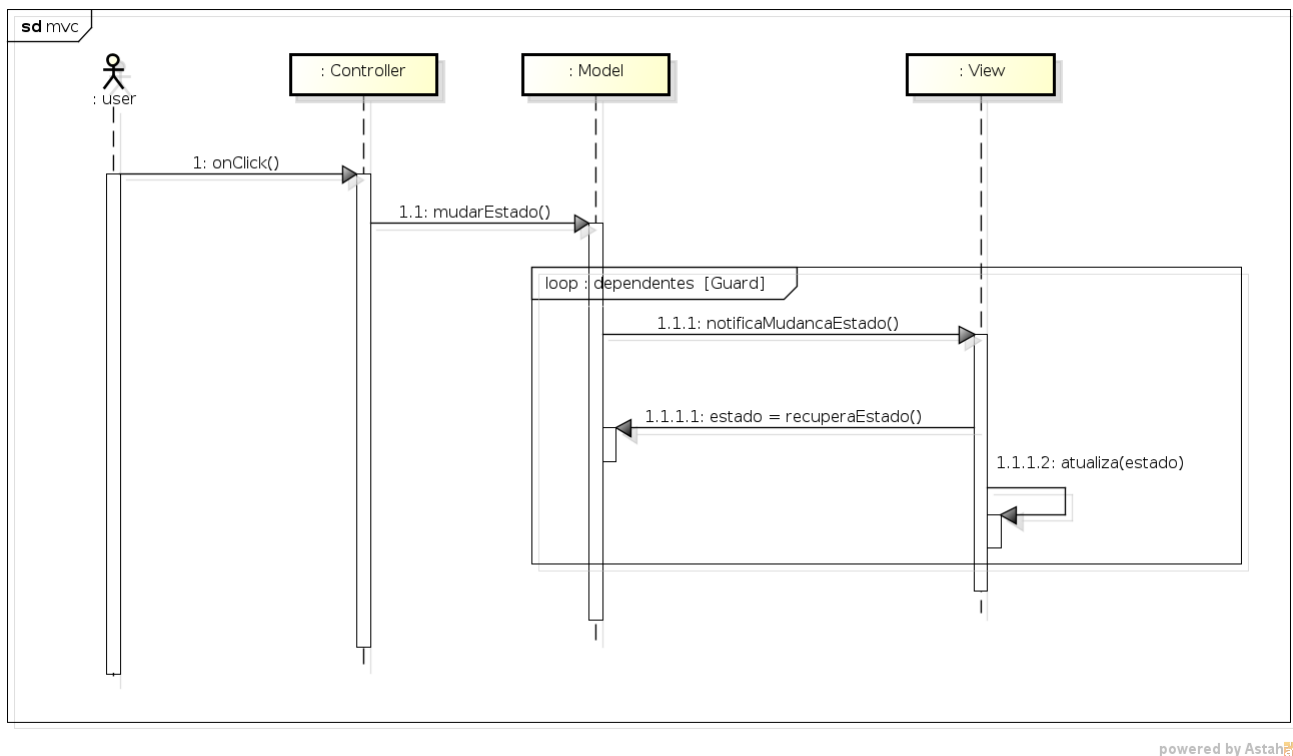 sd mvc
: user
: Controller
: Model
: View
1: onClick()
1.1: mudarEstado()
loop : dependentes [Guard]
1.1.1: notificaMudancaEstado()
1.1.1.1: estado = recuperaEstado()
1.1.1.2: atualiza(estado)
powered by Astah